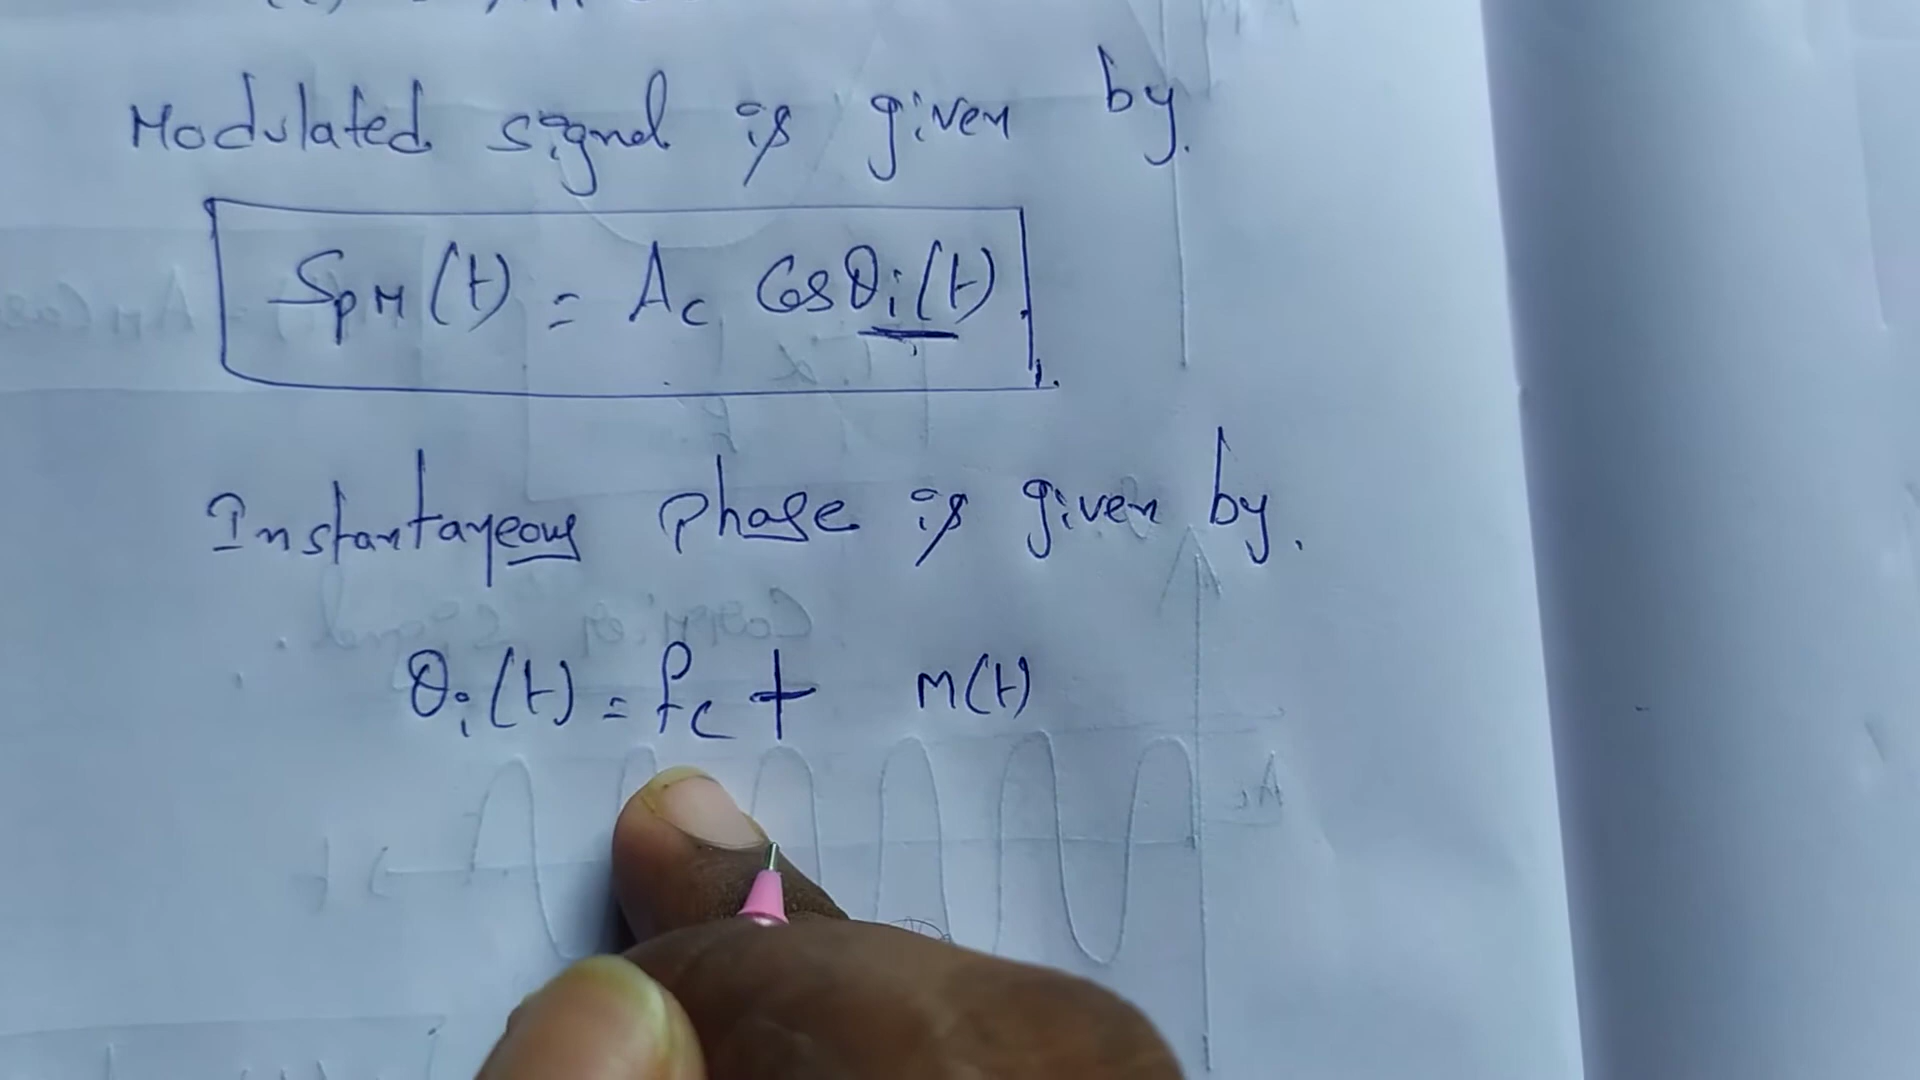 Modulated signal is given by.
SPM(t) = Ac Cos θi(t)
Instantaneous phase is given by.
θi(t) = fc + m(t)